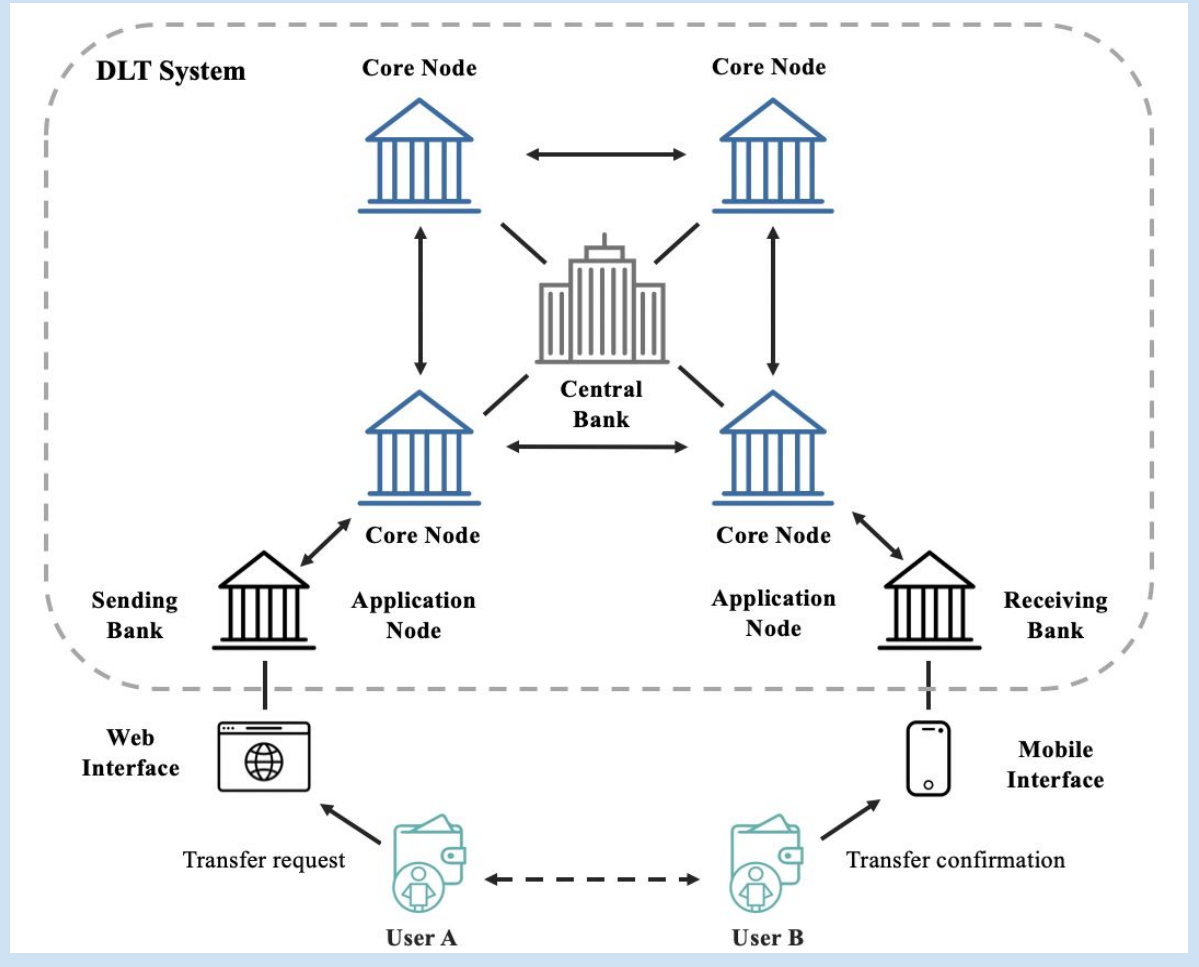 DLT System
Core Node
Core Node
Central
Bank
Core Node
Core Node
Sending
Bank
Application
Node
Application
Node
Receiving
Bank
Web
Interface
Mobile
Interface
Transfer request
Transfer confirmation
User A
User B